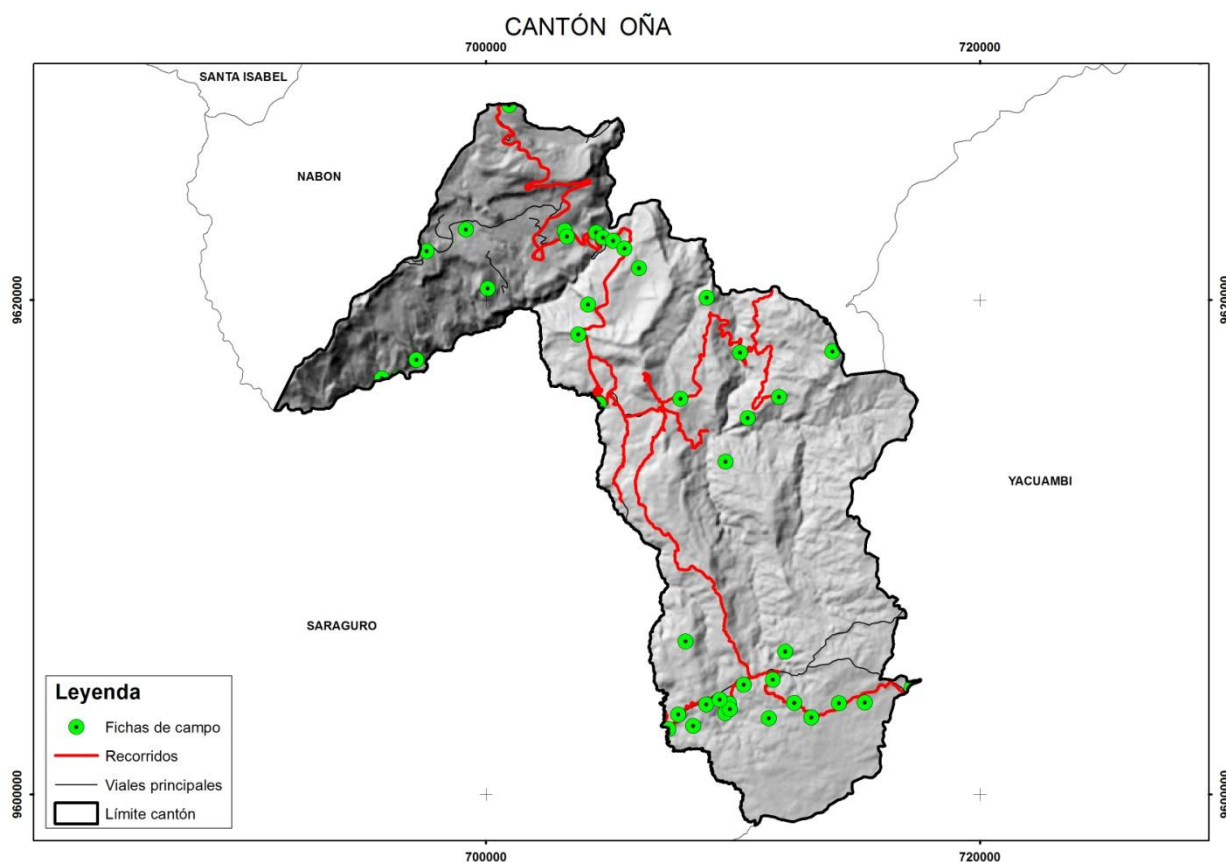 CANTÓN OÑA
700000
720000
SANTA ISABEL
NABON
9620000
9620000
YACUAMBI
SARAGURO
Leyenda
Fichas de campo
Recorridos
Viales principales
Límite cantón
9600000
9600000
700000
720000